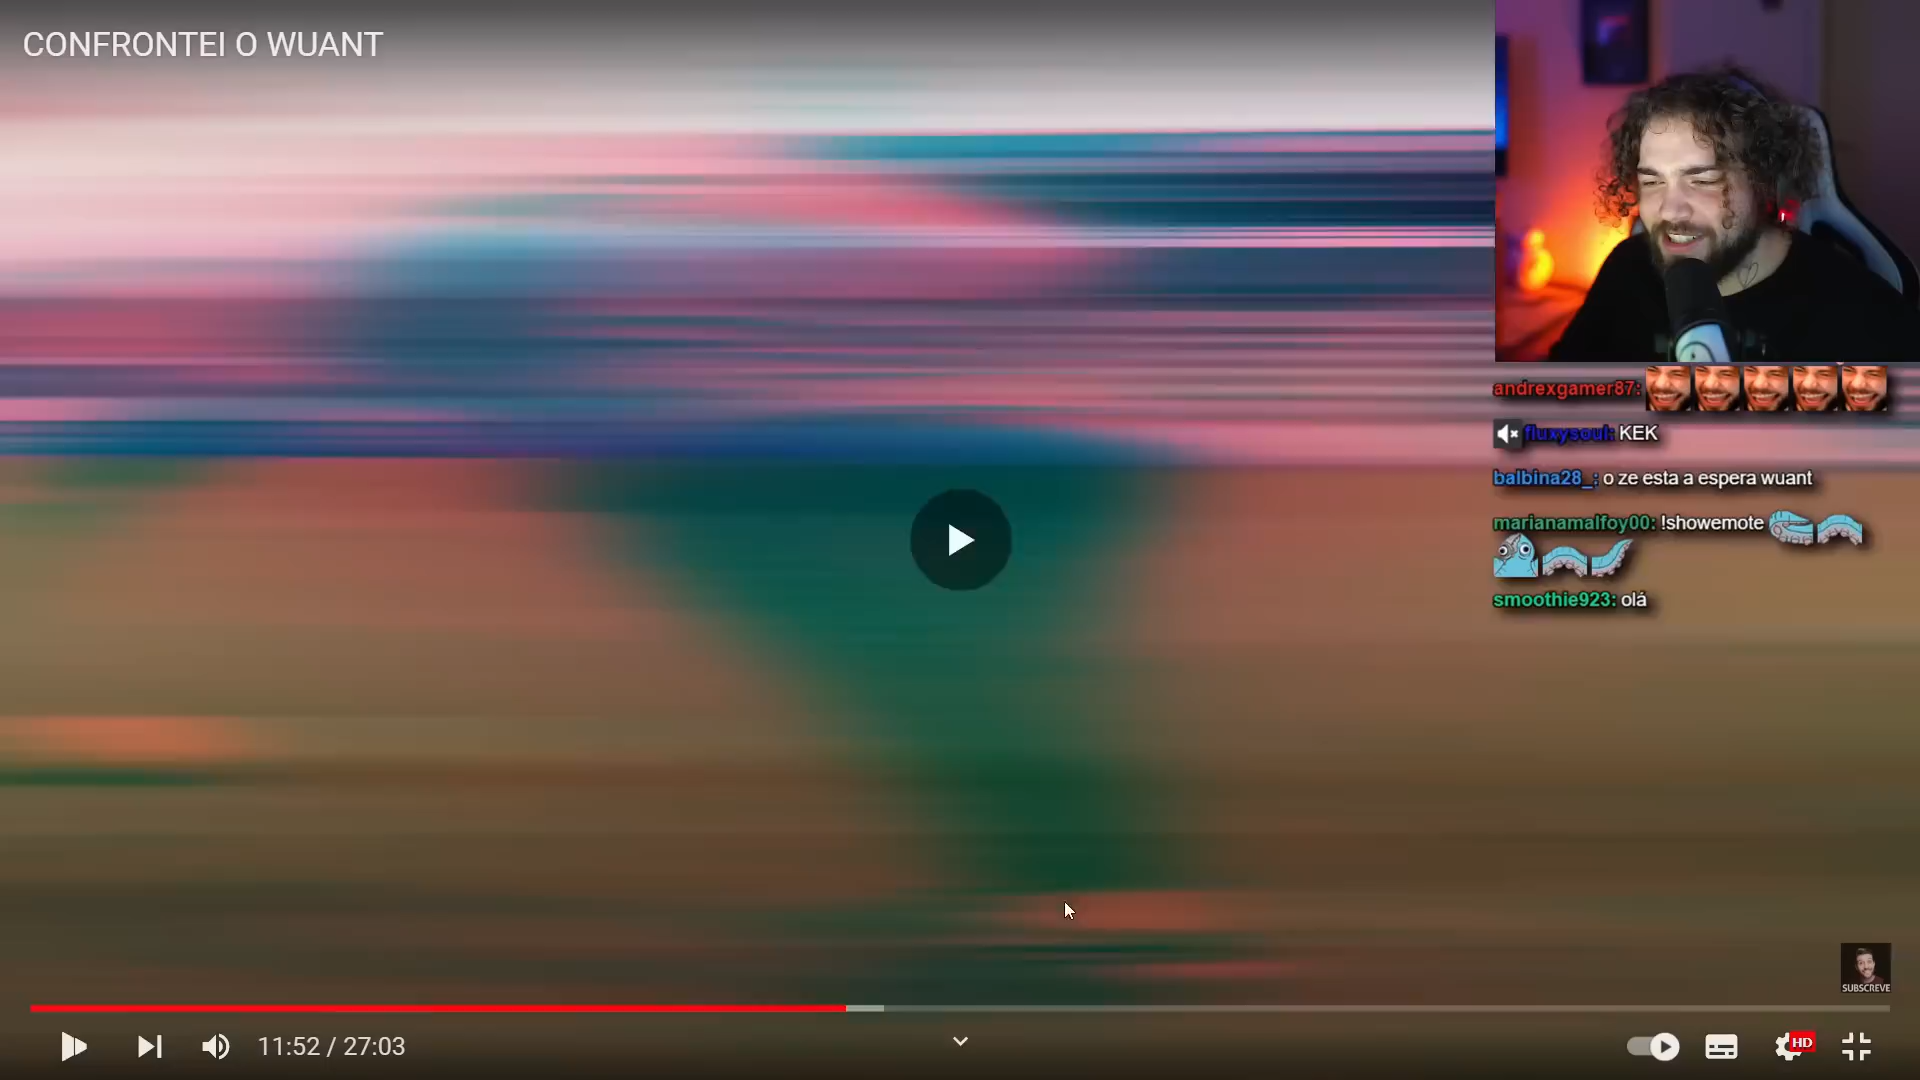 CONFRONTEI O WUANT
andrexgamer87:
fluxysoul: KEK
balbina28_: o ze esta a espera wuant
marianamalfoy00: !showemote
smoothie923: olá
SUBSCREVE
11:52 / 27:03
HD